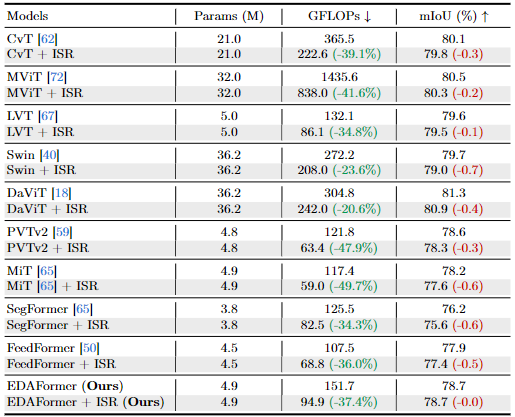 Models Params (M) GFLOPs ↓ mIoU (%) ↑
CvT [62] 21.0 365.5 80.1
CvT + ISR 21.0 222.6 (-39.1%) 79.8 (-0.3)
MViT [72] 32.0 1435.6 80.5
MViT + ISR 32.0 838.0 (-41.6%) 80.3 (-0.2)
LVT [67] 5.0 132.1 79.6
LVT + ISR 5.0 86.1 (-34.8%) 79.5 (-0.1)
Swin [40] 36.2 272.2 79.7
Swin + ISR 36.2 208.0 (-23.6%) 79.0 (-0.7)
DaViT [18] 36.2 304.8 81.3
DaViT + ISR 36.2 242.0 (-20.6%) 80.9 (-0.4)
PVTv2 [59] 4.8 121.8 78.6
PVTv2 + ISR 4.8 63.4 (-47.9%) 78.3 (-0.3)
MiT [65] 4.9 117.4 78.2
MiT [65] + ISR 4.9 59.0 (-49.7%) 77.6 (-0.6)
SegFormer [65] 3.8 125.5 76.2
SegFormer + ISR 3.8 82.5 (-34.3%) 75.6 (-0.6)
FeedFormer [50] 4.5 107.5 77.9
FeedFormer + ISR 4.5 68.8 (-36.0%) 77.4 (-0.5)
EDAFormer (Ours) 4.9 151.7 78.7
EDAFormer + ISR (Ours) 4.9 94.9 (-37.4%) 78.7 (-0.0)